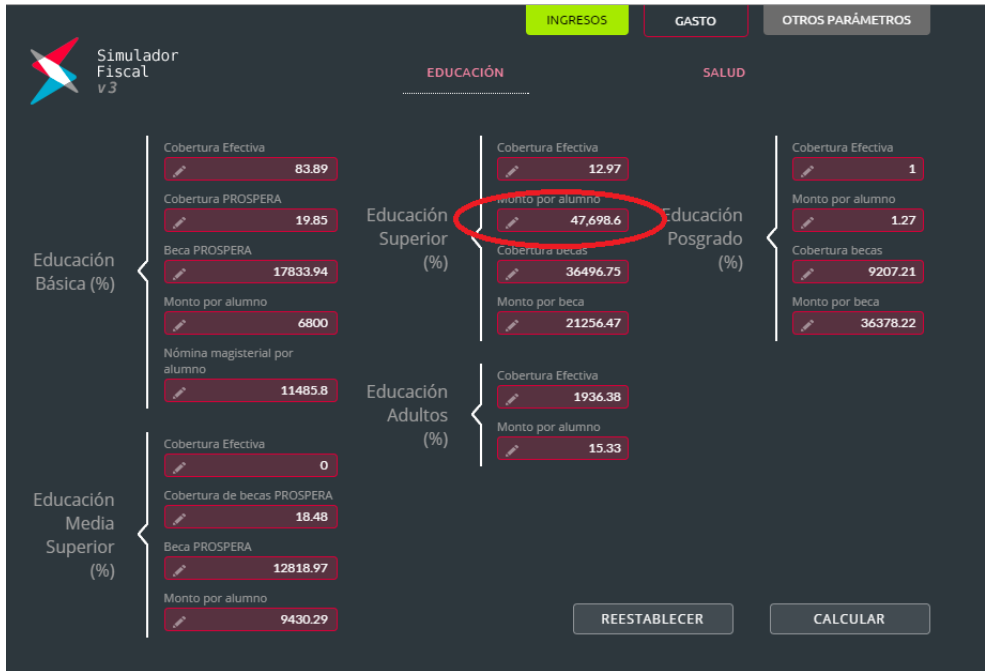 INGRESOS
GASTO
OTROS PARÁMETROS
Simulador
Fiscal
v3
EDUCACIÓN
SALUD
Educación
Básica (%)
Cobertura Efectiva
83.89
Cobertura PROSPERA
19.85
Beca PROSPERA
17833.94
Monto por alumno
6800
Nómina magisterial por
alumno
11485.8
Educación
Media
Superior
(%)
Cobertura Efectiva
0
Cobertura de becas PROSPERA
18.48
Beca PROSPERA
12818.97
Monto por alumno
9430.29
Educación
Superior
(%)
Cobertura Efectiva
12.97
Monto por alumno
47,698.6
Cobertura becas
36496.75
Monto por beca
21256.47
Educación
Adultos
(%)
Cobertura Efectiva
1936.38
Monto por alumno
15.33
Educación
Posgrado
(%)
Cobertura Efectiva
1
Monto por alumno
1.27
Cobertura becas
9207.21
Monto por beca
36378.22
REESTABLECER
CALCULAR